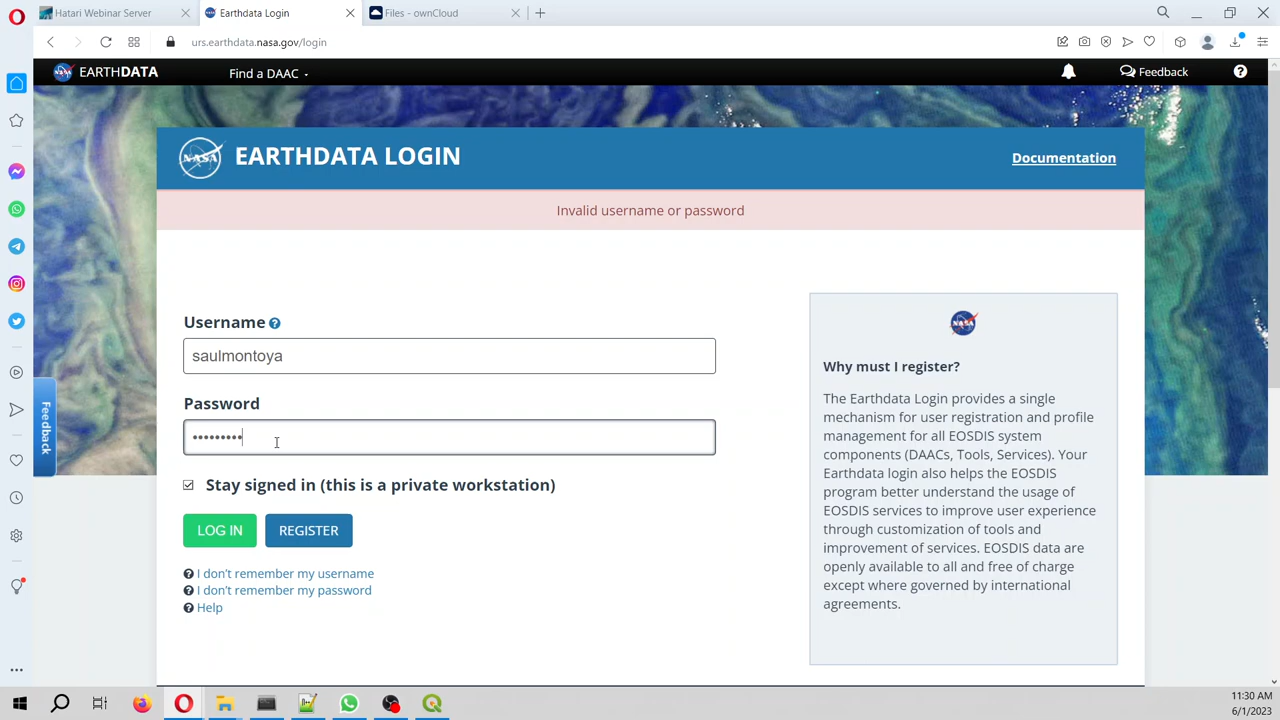 Hatari Webinar Server
Earthdata Login
Files - ownCloud
urs.earthdata.nasa.gov/login
EARTHDATA
Find a DAAC
Feedback
NASA
EARTHDATA LOGIN
Documentation
Invalid username or password
Username
saulmontoya
Password
•••••••••
Stay signed in (this is a private workstation)
LOG IN
REGISTER
I don't remember my username
I don't remember my password
Help
Why must I register?
The Earthdata Login provides a single
mechanism for user registration and profile
management for all EOSDIS system
components (DAACs, Tools, Services). Your
Earthdata login also helps the EOSDIS
program better understand the usage of
EOSDIS services to improve user experience
through customization of tools and
improvement of services. EOSDIS data are
openly available to all and free of charge
except where governed by international
agreements.
Feedback
11:30 AM
6/1/2023